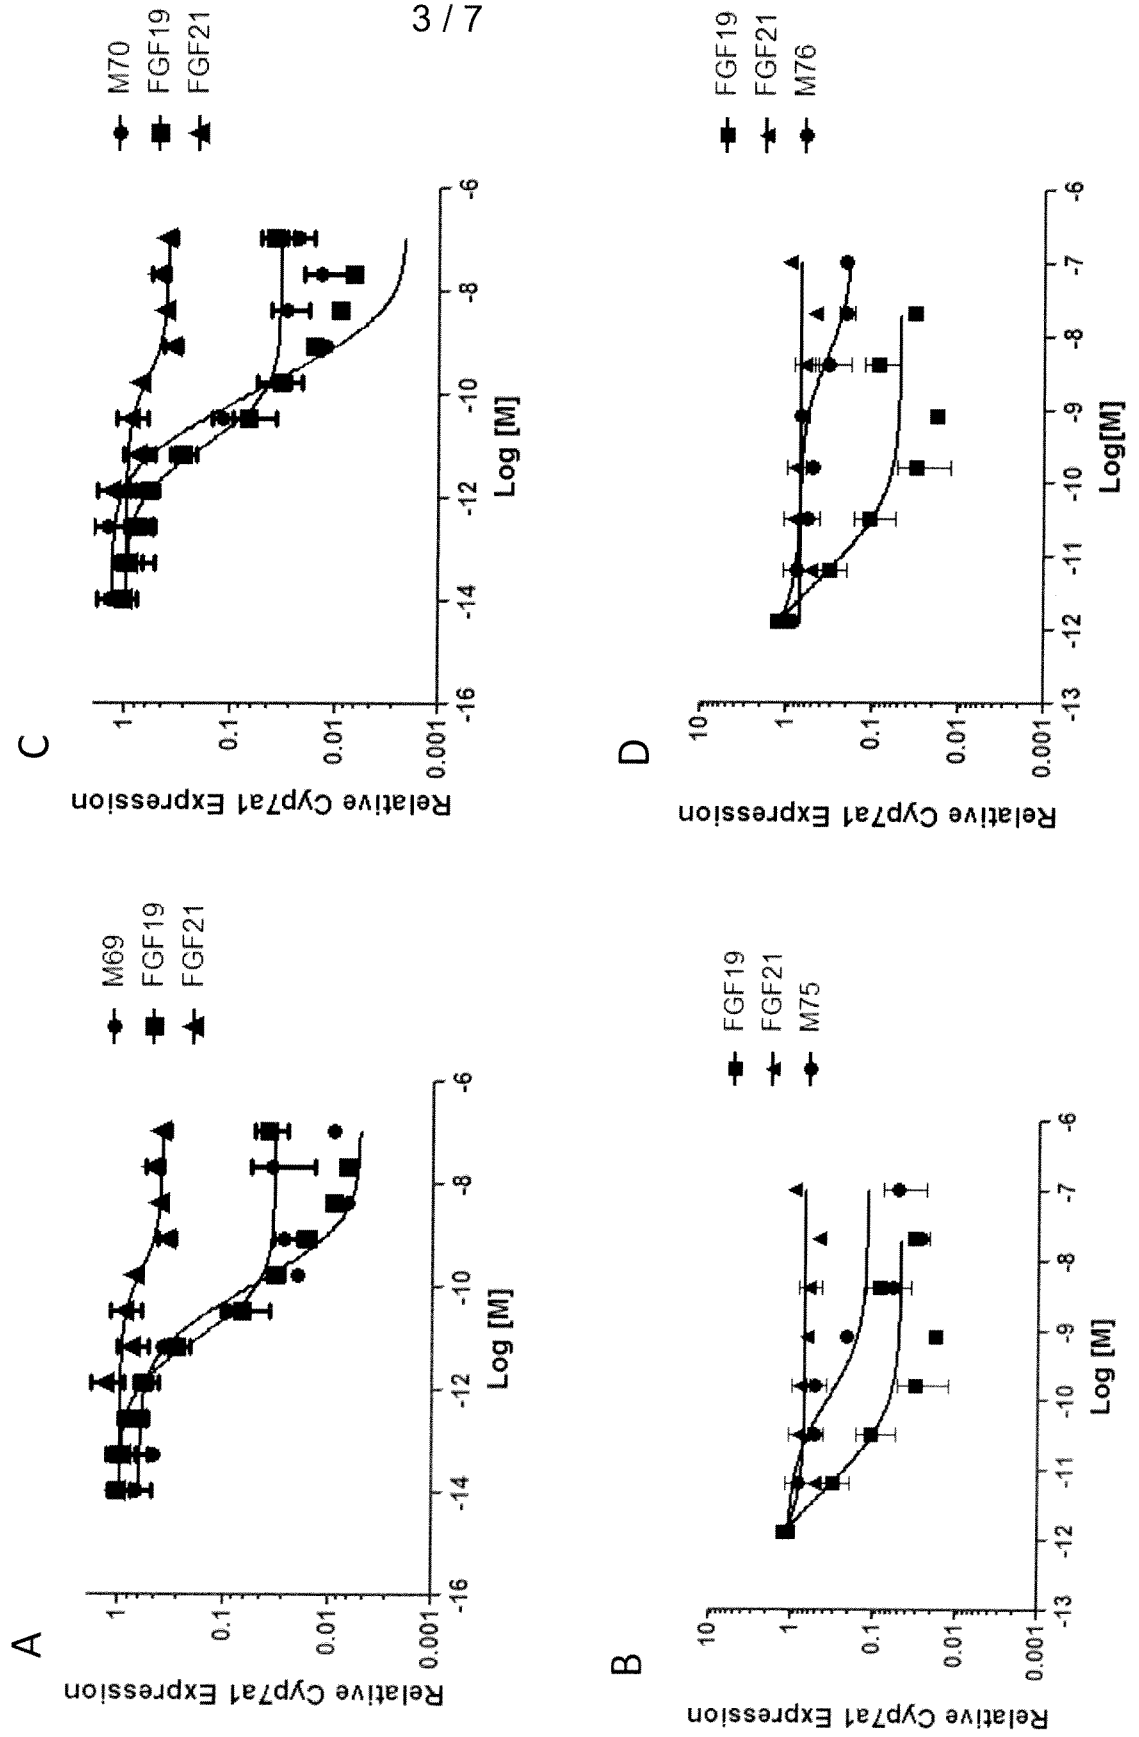 3 / 7
A
Relative Cyp7a1 Expression
1
0.1
0.01
0.001
-16
-14
-12
-10
-8
-6
Log [M]
M69
FGF19
FGF21
C
Relative Cyp7a1 Expression
1
0.1
0.01
0.001
-16
-14
-12
-10
-8
-6
Log [M]
M70
FGF19
FGF21
B
Relative Cyp7a1 Expression
10
1
0.1
0.01
0.001
-13
-12
-11
-10
-9
-8
-7
-6
Log [M]
FGF19
FGF21
M75
D
Relative Cyp7a1 Expression
10
1
0.1
0.01
0.001
-13
-12
-11
-10
-9
-8
-7
-6
Log[M]
FGF19
FGF21
M76